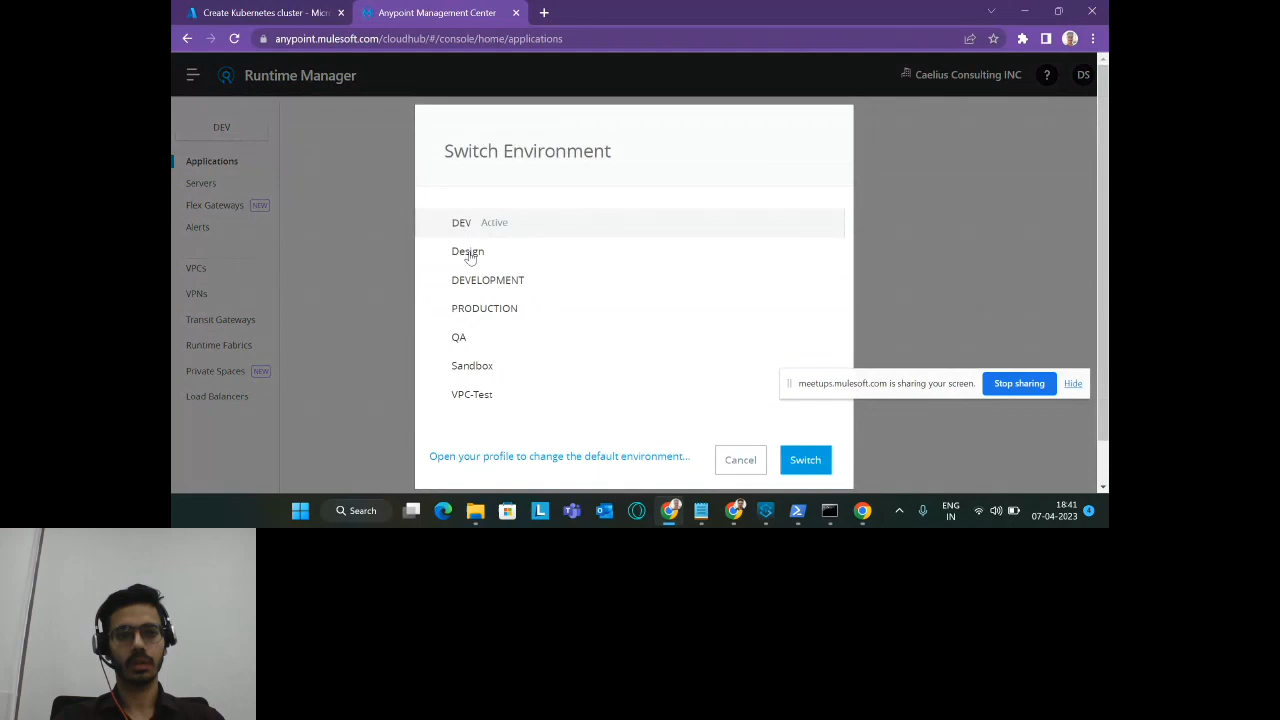 Create Kubernetes cluster - Micr
Anypoint Management Center
anypoint.mulesoft.com/cloudhub/#/console/home/applications
Runtime Manager
Caelius Consulting INC
?
DS
DEV
Applications
Servers
Flex Gateways NEW
Alerts
VPCs
VPNs
Transit Gateways
Runtime Fabrics
Private Spaces NEW
Load Balancers
Switch Environment
DEV Active
Design
DEVELOPMENT
PRODUCTION
QA
Sandbox
VPC-Test
Open your profile to change the default environment...
Cancel
Switch
meetups.mulesoft.com is sharing your screen.
Stop sharing
Hide
Search
ENG
IN
18:41
07-04-2023
4